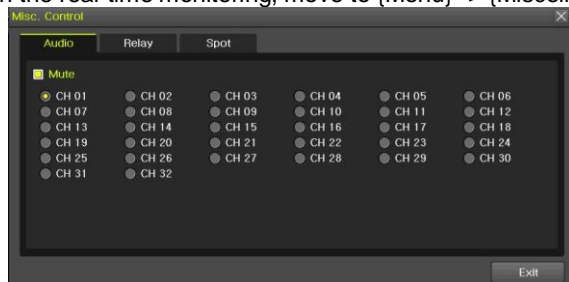 the real-time monitoring, move to {Menu} -> {Miscell
Misc. Control
Audio Relay Spot
Mute
CH 01 CH 02 CH 03 CH 04 CH 05 CH 06
CH 07 CH 08 CH 09 CH 10 CH 11 CH 12
CH 13 CH 14 CH 15 CH 16 CH 17 CH 18
CH 19 CH 20 CH 21 CH 22 CH 23 CH 24
CH 25 CH 26 CH 27 CH 28 CH 29 CH 30
CH 31 CH 32
Exit